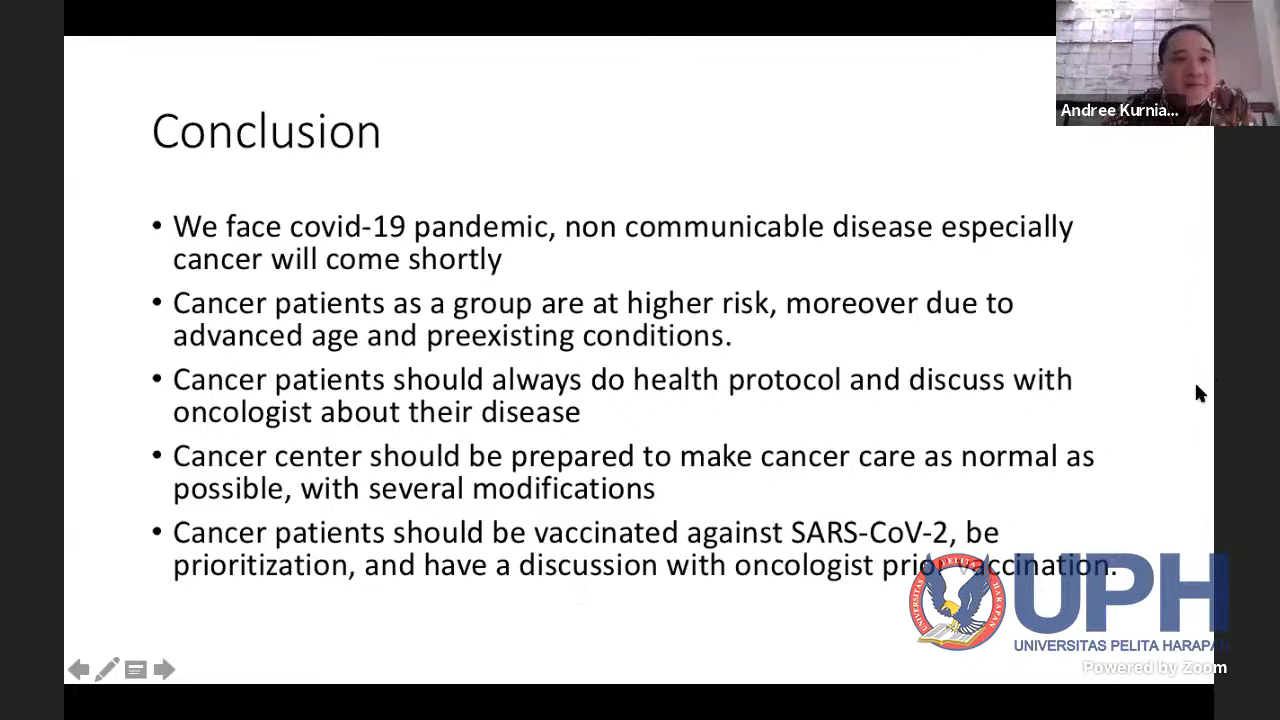 Andree Kurnia...
Conclusion
• We face covid-19 pandemic, non communicable disease especially
cancer will come shortly
• Cancer patients as a group are at higher risk, moreover due to
advanced age and preexisting conditions.
• Cancer patients should always do health protocol and discuss with
oncologist about their disease
• Cancer center should be prepared to make cancer care as normal as
possible, with several modifications
• Cancer patients should be vaccinated against SARS-CoV-2, be
prioritization, and have a discussion with oncologist prior vaccination.
UNIVERSITAS PELITA HARAPAN
UPH
UNIVERSITAS PELITA HARAPAN
Powered by Zoom